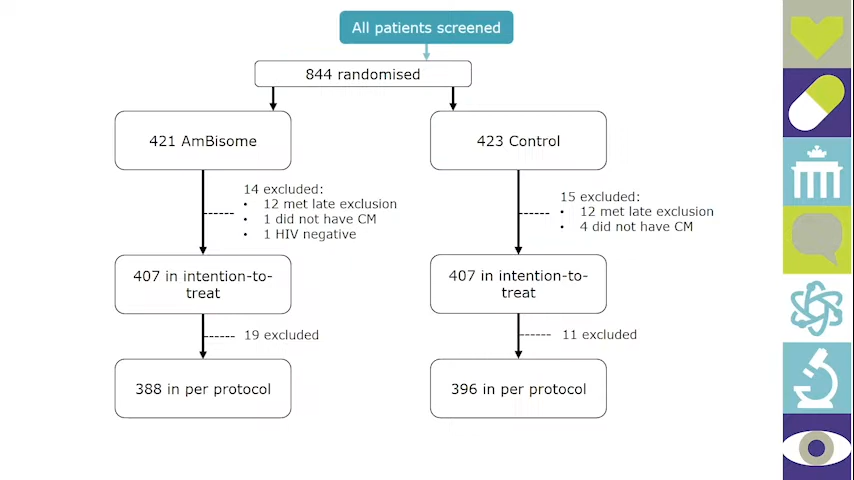 All patients screened
844 randomised
421 AmBisome
423 Control
14 excluded:
• 12 met late exclusion
• 1 did not have CM
• 1 HIV negative
15 excluded:
• 12 met late exclusion
• 4 did not have CM
407 in intention-to-
treat
407 in intention-to-
treat
19 excluded
11 excluded
388 in per protocol
396 in per protocol